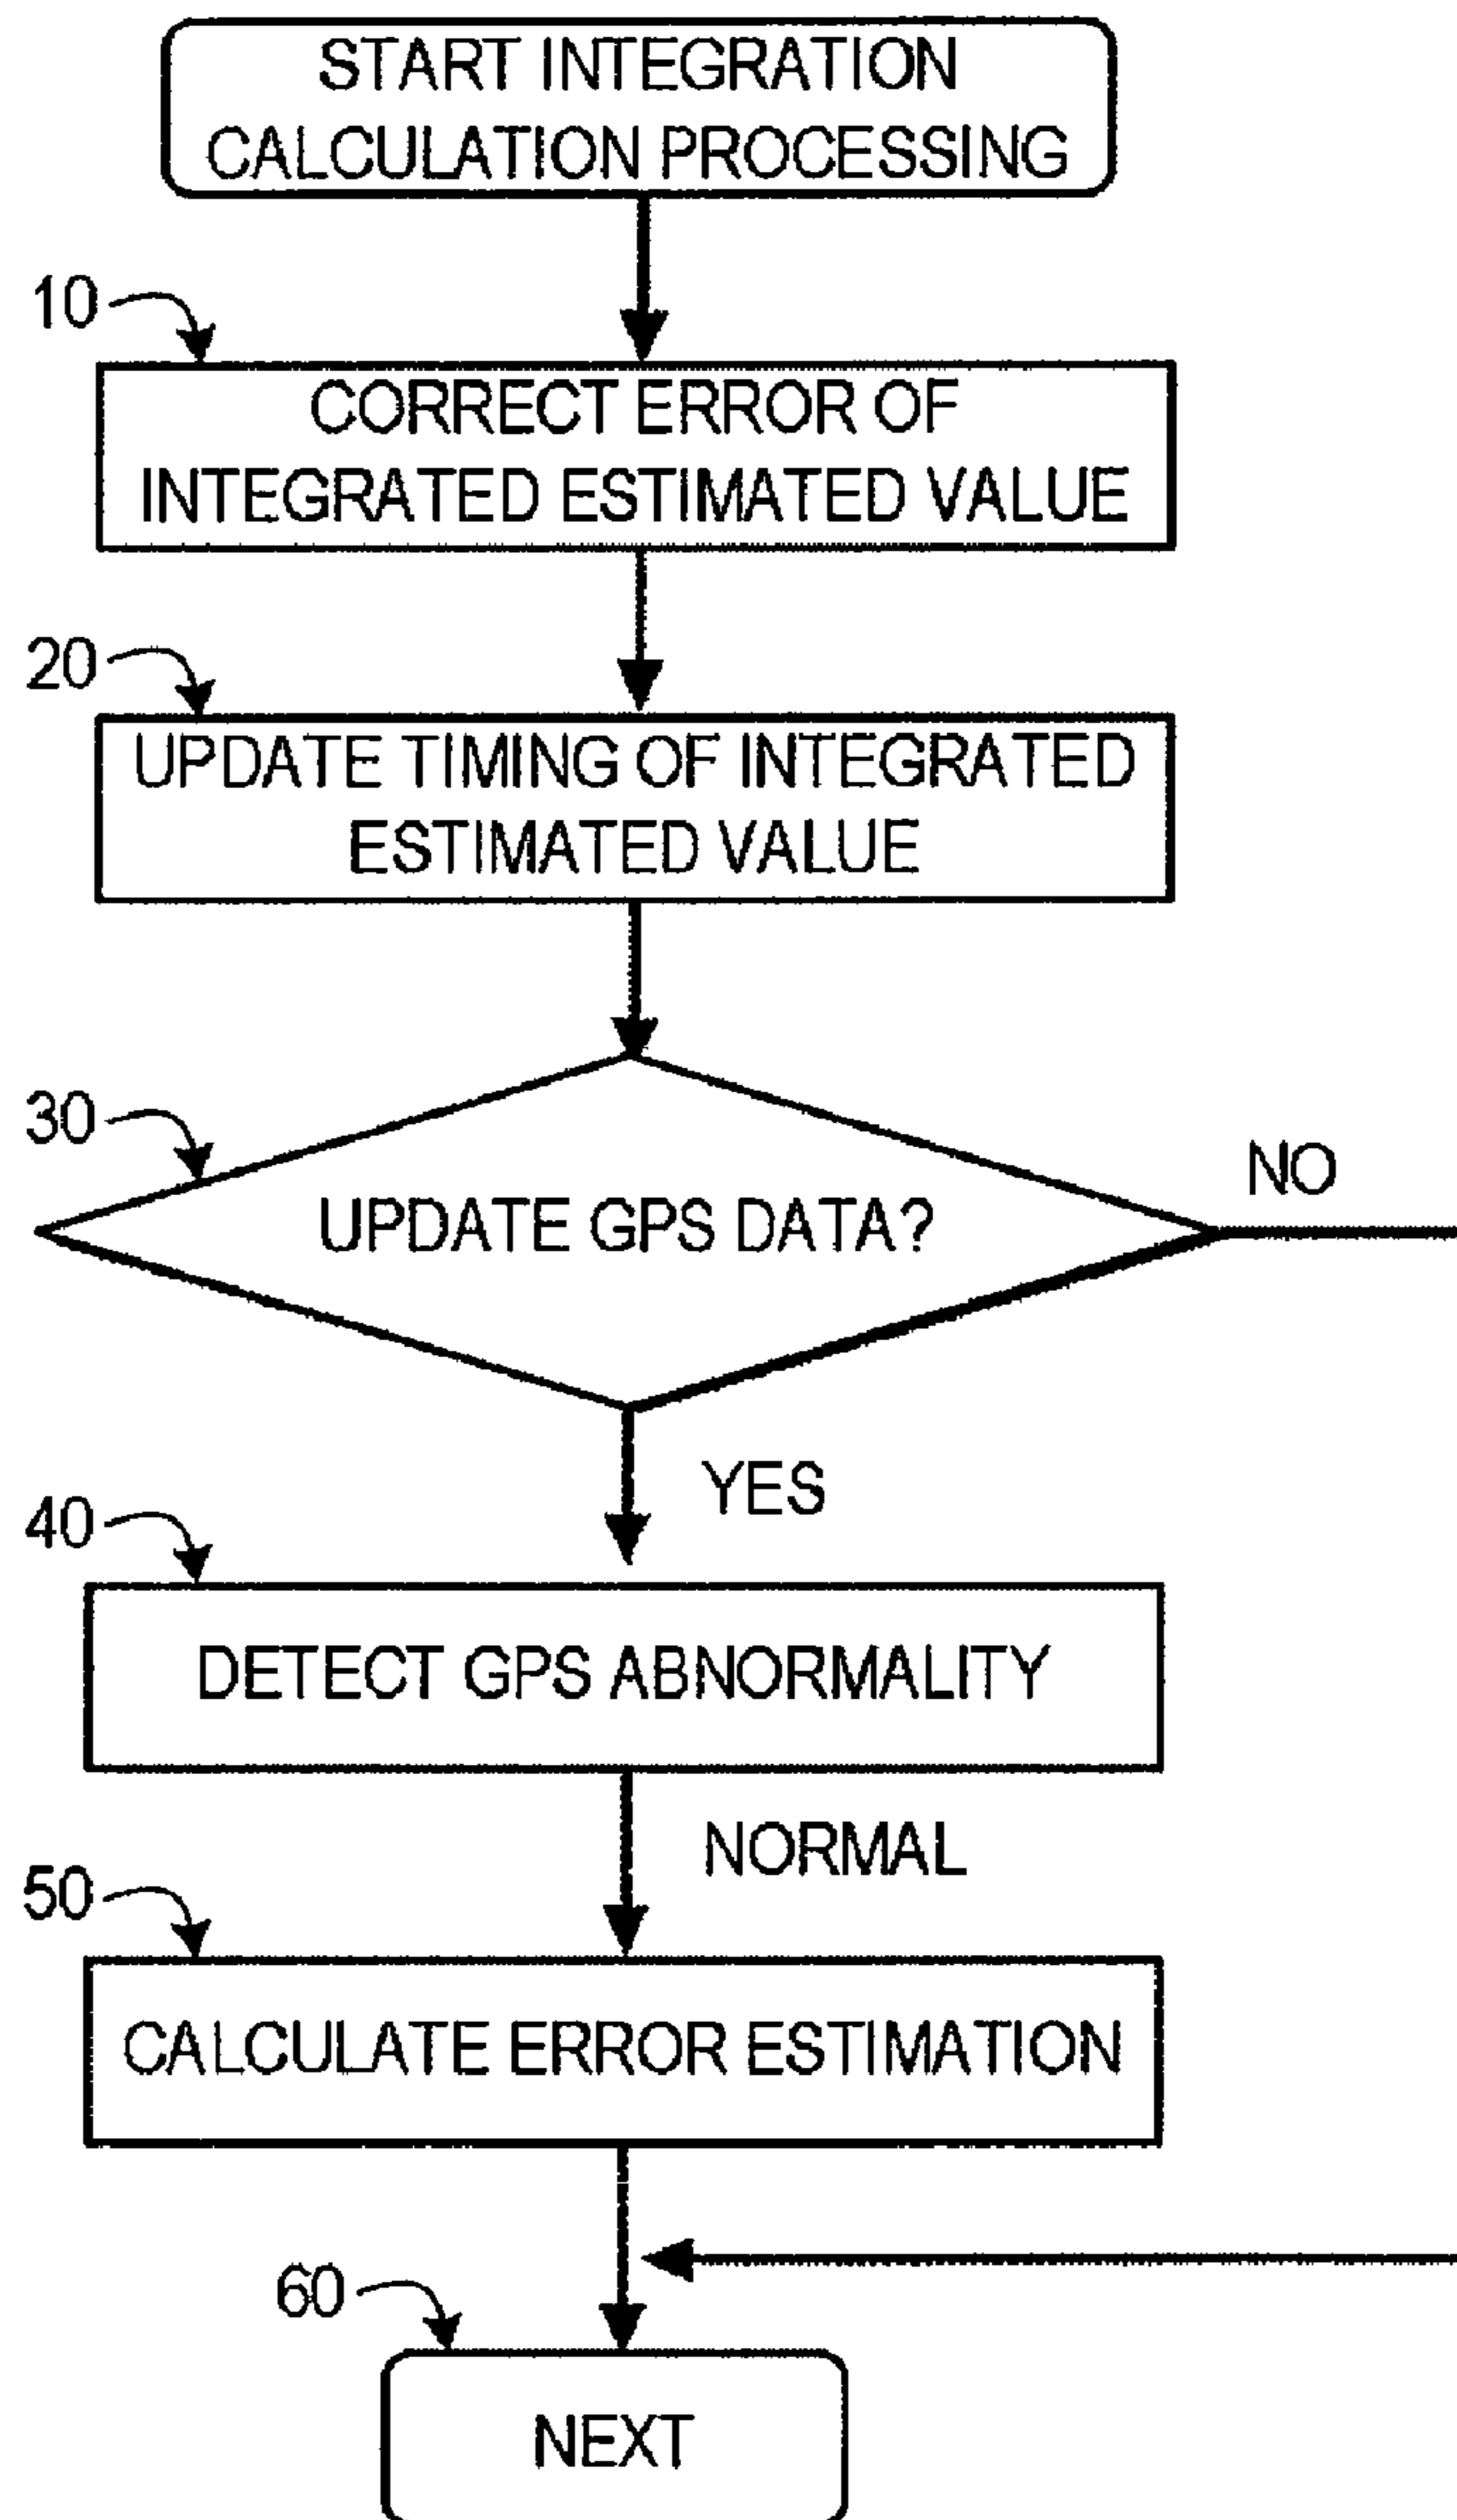 START INTEGRATION
CALCULATION PROCESSING
10
CORRECT ERROR OF
INTEGRATED ESTIMATED VALUE
20
UPDATE TIMING OF INTEGRATED
ESTIMATED VALUE
30
UPDATE GPS DATA?
NO
YES
40
DETECT GPS ABNORMALITY
NORMAL
50
CALCULATE ERROR ESTIMATION
60
NEXT